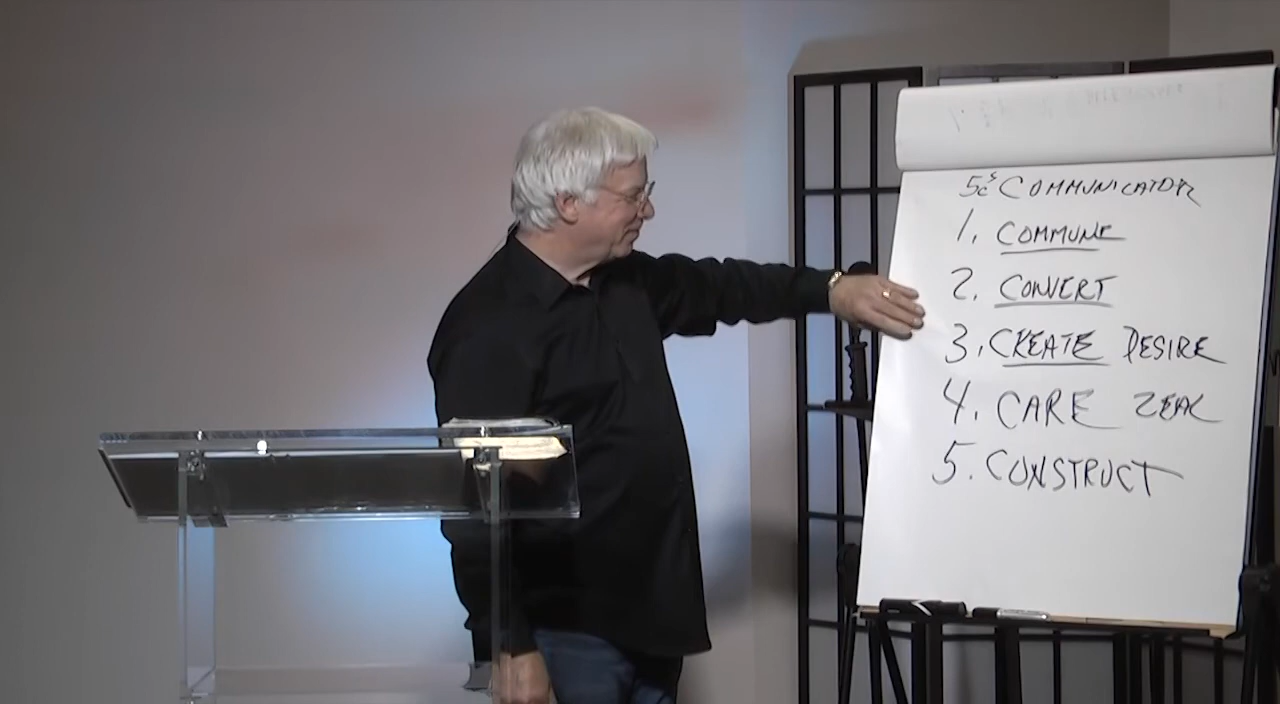 5C'S COMMUNICATOR
1. COMMUNE
2. CONVERT
3. CREATE DESIRE
4. CARE ZEAL
5. CONSTRUCT